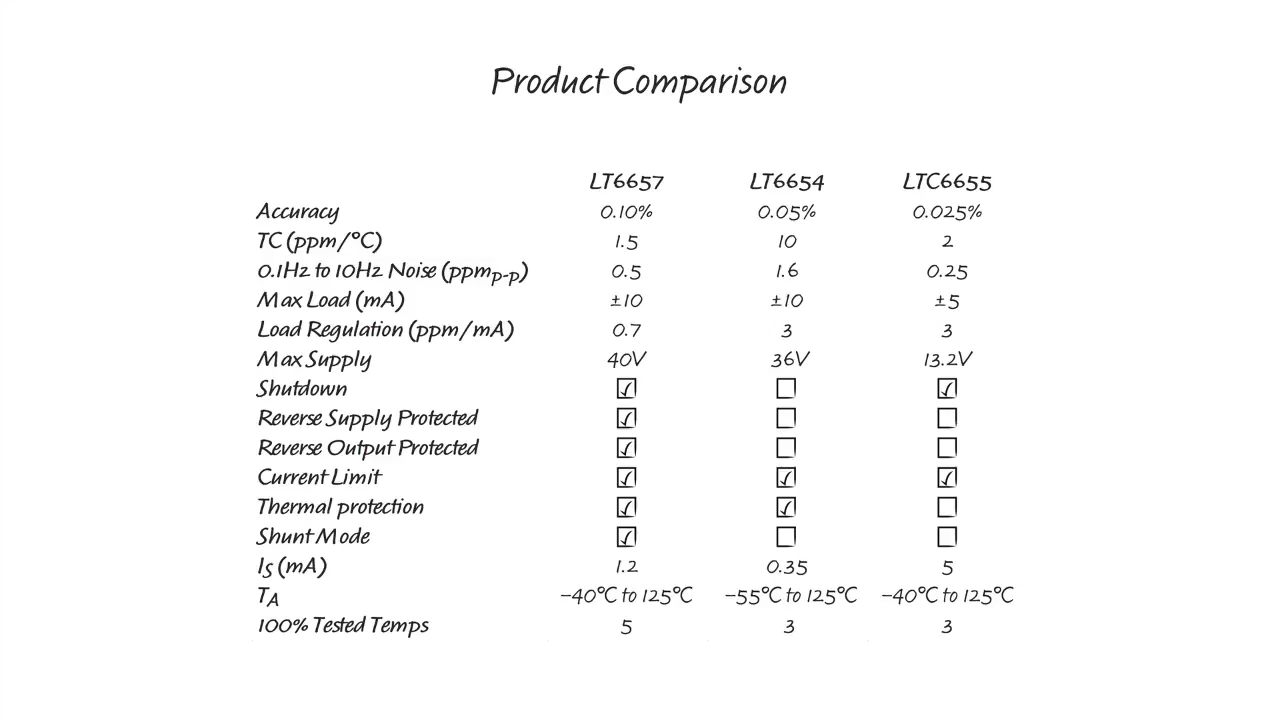 Product Comparison
LT6657 LT6654 LTC6655
Accuracy 0.10% 0.05% 0.025%
TC (ppm/°C) 1.5 10 2
0.1Hz to 10Hz Noise (ppmp-p) 0.5 1.6 0.25
Max Load (mA) ±10 ±10 ±5
Load Regulation (ppm/mA) 0.7 3 3
Max Supply 40V 36V 13.2V
Shutdown ☑ ☐ ☑
Reverse Supply Protected ☑ ☐ ☐
Reverse Output Protected ☑ ☐ ☐
Current Limit ☑ ☑ ☑
Thermal protection ☑ ☑ ☐
Shunt Mode ☑ ☐ ☐
IS (mA) 1.2 0.35 5
TA −40°C to 125°C −55°C to 125°C −40°C to 125°C
100% Tested Temps 5 3 3